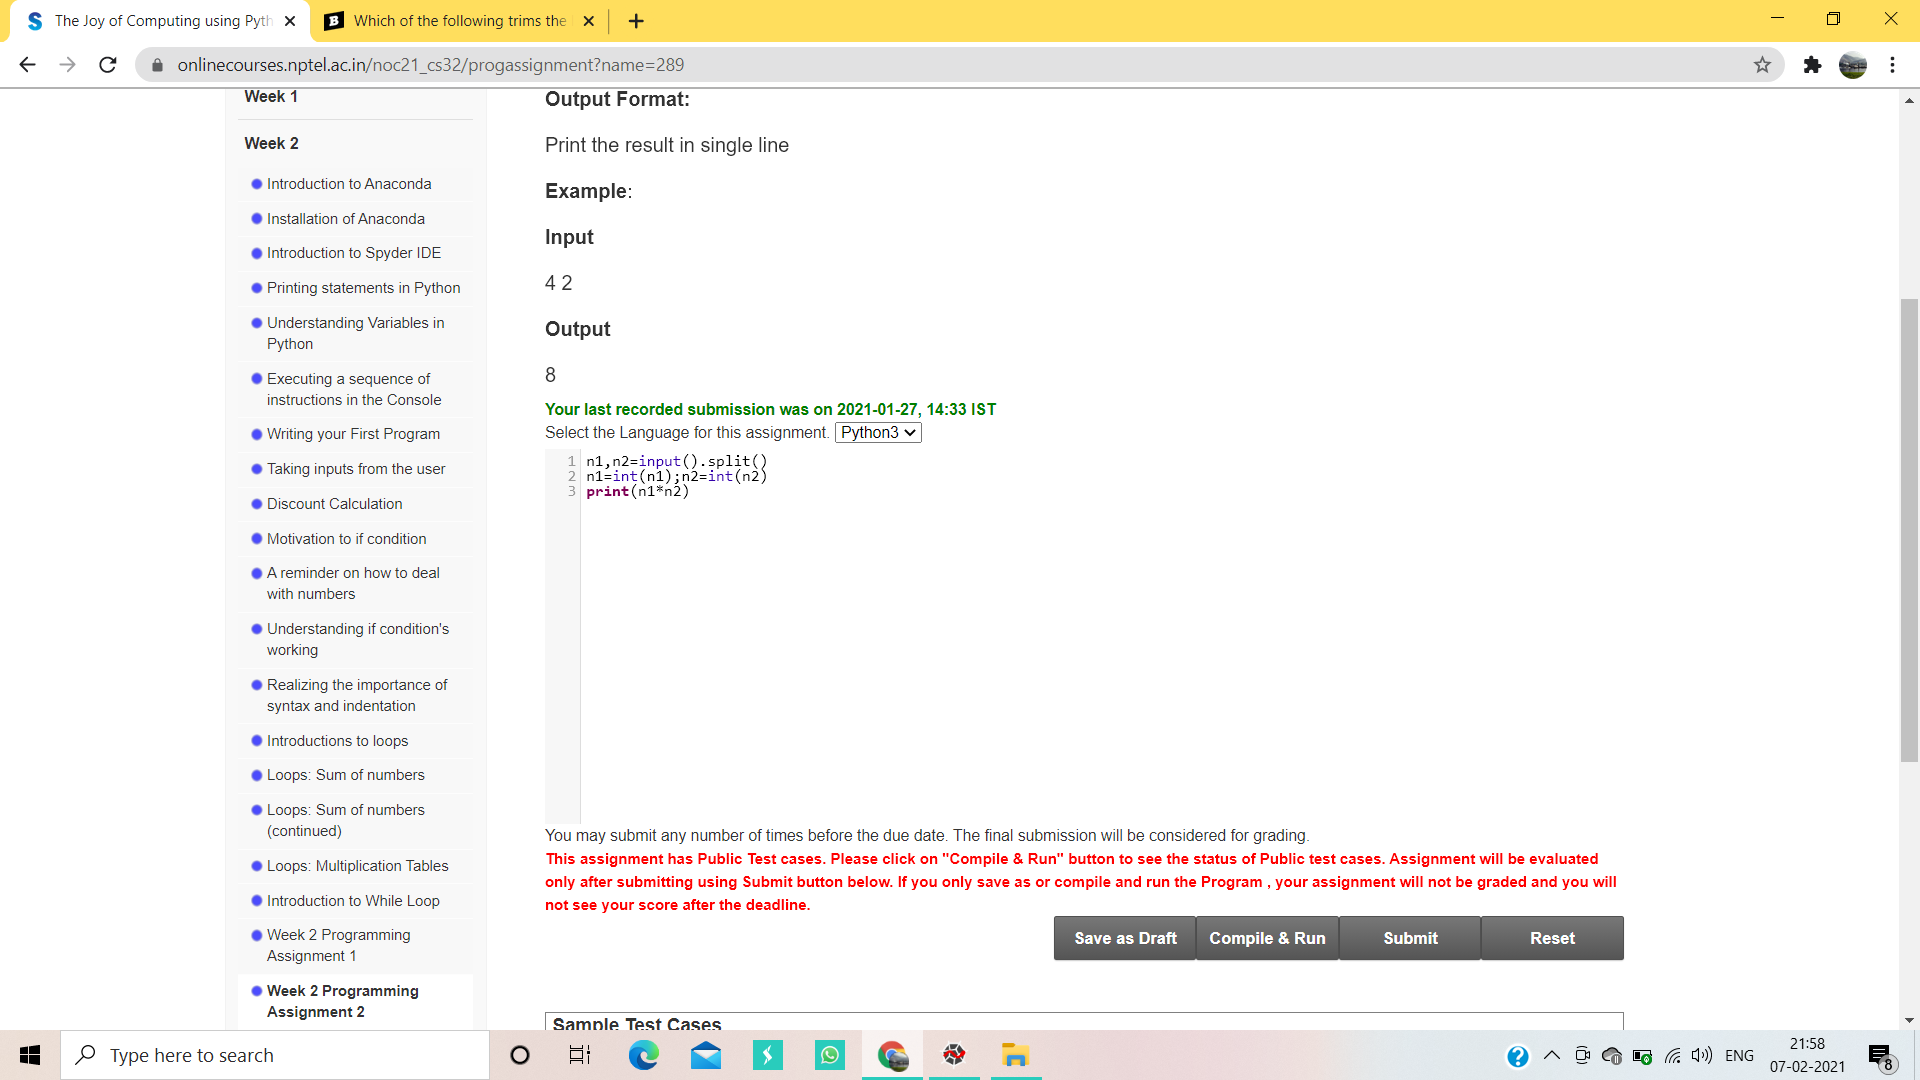 The Joy of Computing using Pyth
Which of the following trims the
onlinecourses.nptel.ac.in/noc21_cs32/progassignment?name=289
Week 1
Week 2
Introduction to Anaconda
Installation of Anaconda
Introduction to Spyder IDE
Printing statements in Python
Understanding Variables in
Python
Executing a sequence of
instructions in the Console
Writing your First Program
Taking inputs from the user
Discount Calculation
Motivation to if condition
A reminder on how to deal
with numbers
Understanding if condition's
working
Realizing the importance of
syntax and indentation
Introductions to loops
Loops: Sum of numbers
Loops: Sum of numbers
(continued)
Loops: Multiplication Tables
Introduction to While Loop
Week 2 Programming
Assignment 1
Week 2 Programming
Assignment 2
Output Format:
Print the result in single line
Example:
Input
4 2
Output
8
Your last recorded submission was on 2021-01-27, 14:33 IST
Select the Language for this assignment. Python3
1 n1,n2=input().split()
2 n1=int(n1);n2=int(n2)
3 print(n1*n2)
You may submit any number of times before the due date. The final submission will be considered for grading.
This assignment has Public Test cases. Please click on "Compile & Run" button to see the status of Public test cases. Assignment will be evaluated
only after submitting using Submit button below. If you only save as or compile and run the Program , your assignment will not be graded and you will
not see your score after the deadline.
Save as Draft Compile & Run Submit Reset
Sample Test Cases
Type here to search
ENG
21:58
07-02-2021
8